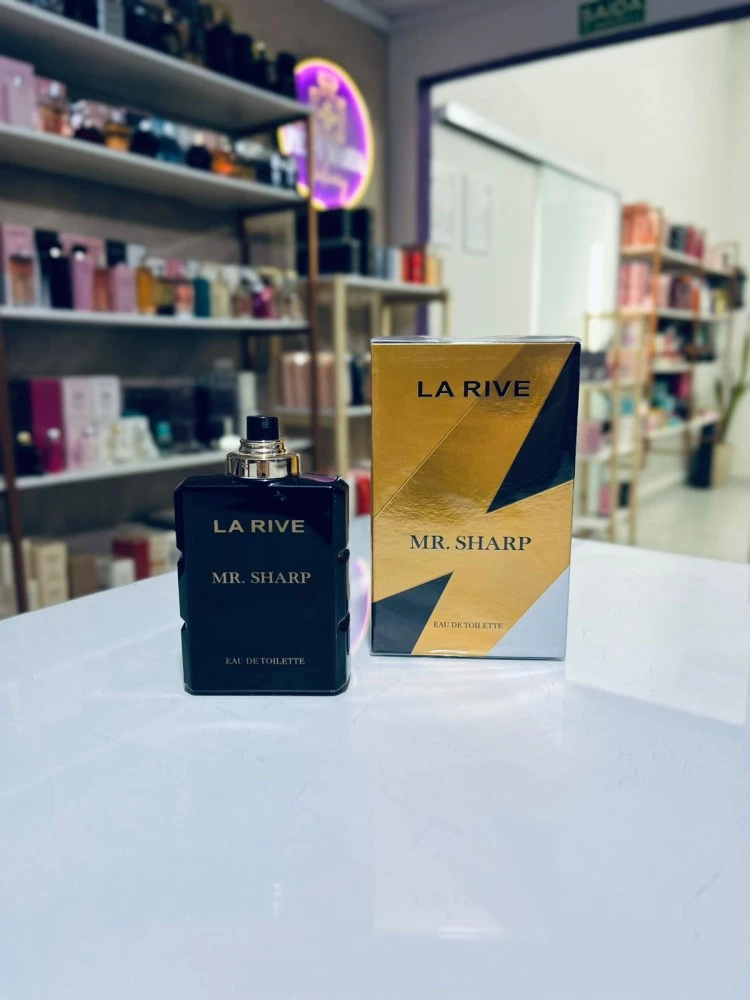 SAÍDA
LA RIVE
MR. SHARP
EAU DE TOILETTE
LA RIVE
MR. SHARP
EAU DE TOILETTE